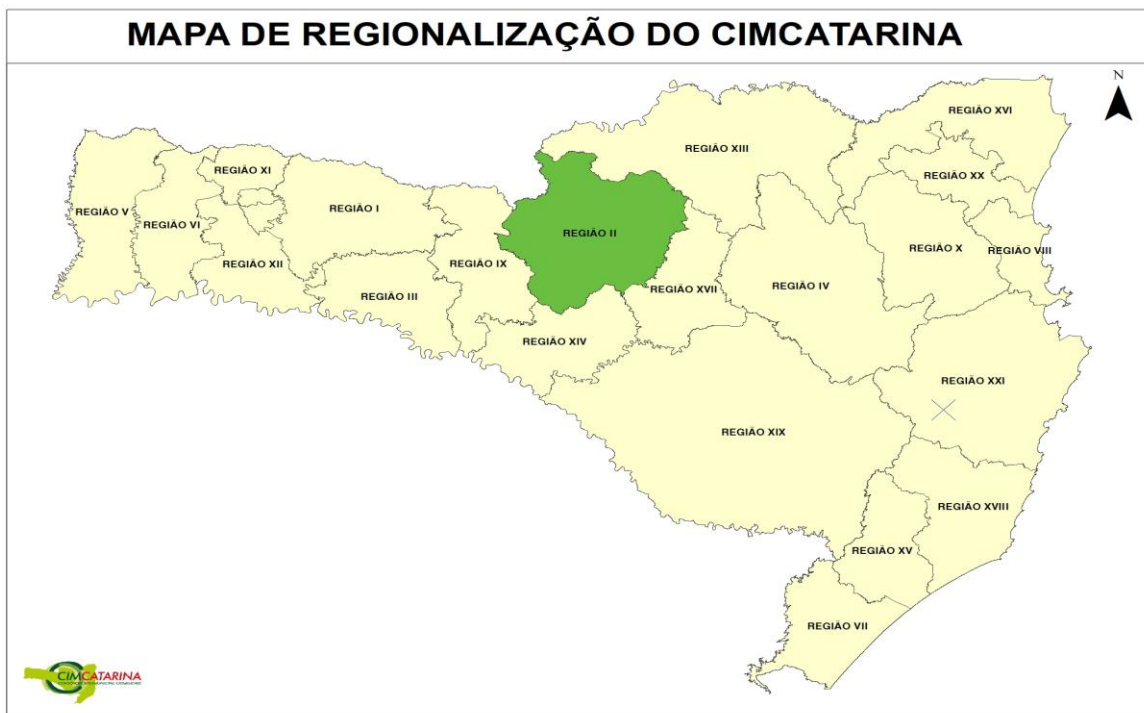 MAPA DE REGIONALIZAÇÃO DO CIMCATARINA
N
REGIÃO XVI
REGIÃO XIII
REGIÃO XI
REGIÃO XX
REGIÃO I
REGIÃO V
REGIÃO VI
REGIÃO II
REGIÃO X
REGIÃO VIII
REGIÃO XII
REGIÃO IX
REGIÃO IV
REGIÃO XVII
REGIÃO III
REGIÃO XIV
REGIÃO XXI
REGIÃO XIX
REGIÃO XVIII
REGIÃO XV
REGIÃO VII
CIMCATARINA